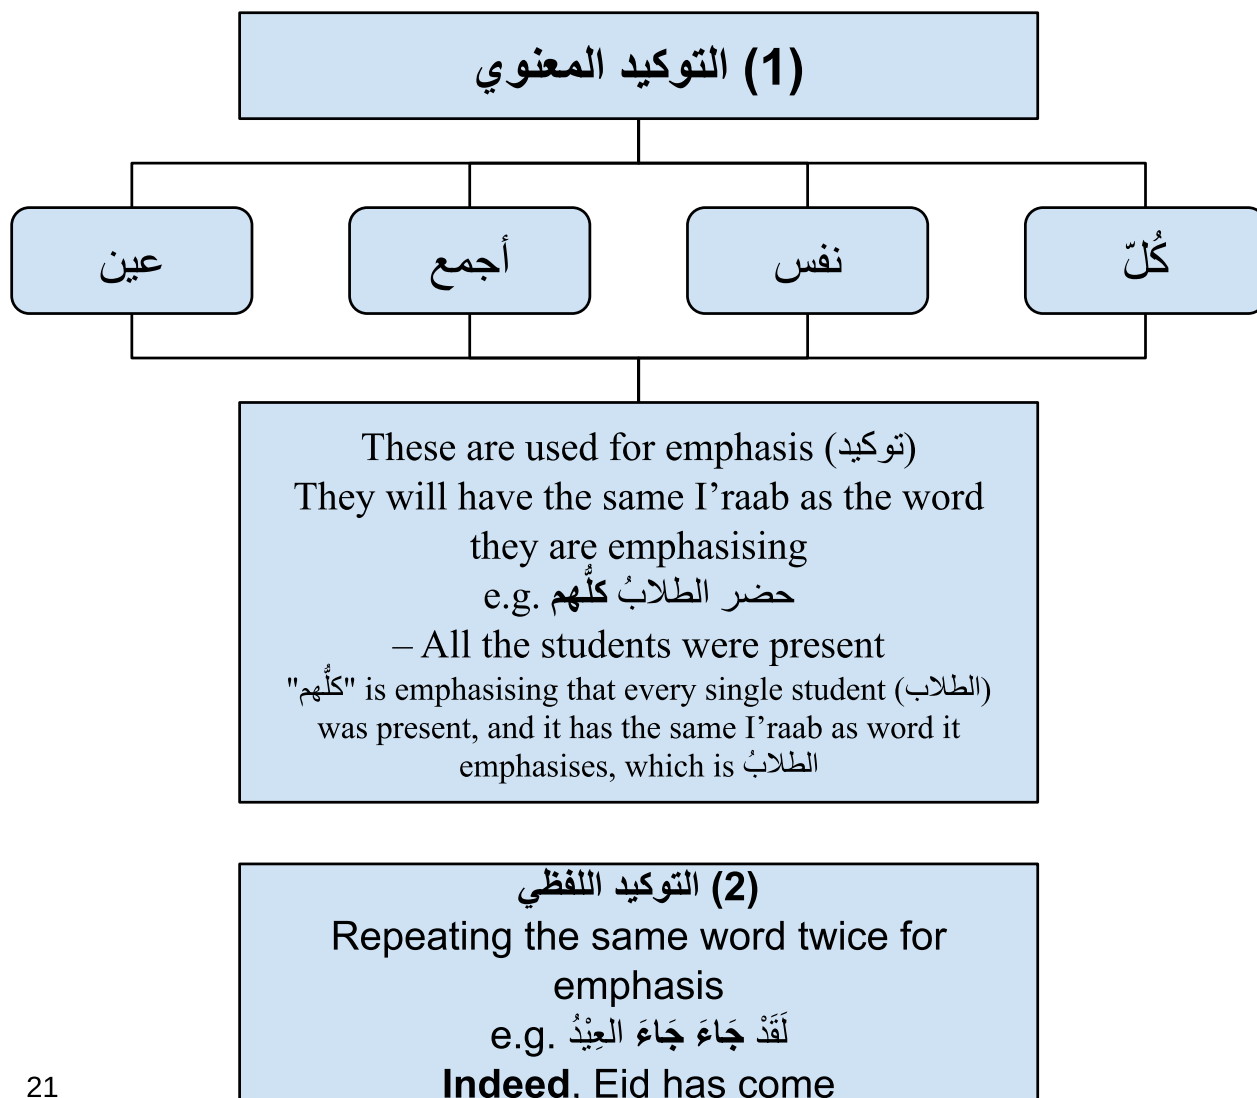 (1) التوكيد المعنوي
كُلّ
نفس
أجمع
عين
These are used for emphasis (توكيد)
They will have the same I’raab as the word
they are emphasising
e.g. حضر الطلابُ كلُّهم
– All the students were present
"كلُّهم" is emphasising that every single student (الطلاب)
was present, and it has the same I’raab as word it
emphasises, which is الطلابُ
(2) التوكيد اللفظي
Repeating the same word twice for
emphasis
e.g. لَقَدْ جَاءَ جَاءَ العِيْدُ
Indeed, Eid has come
21